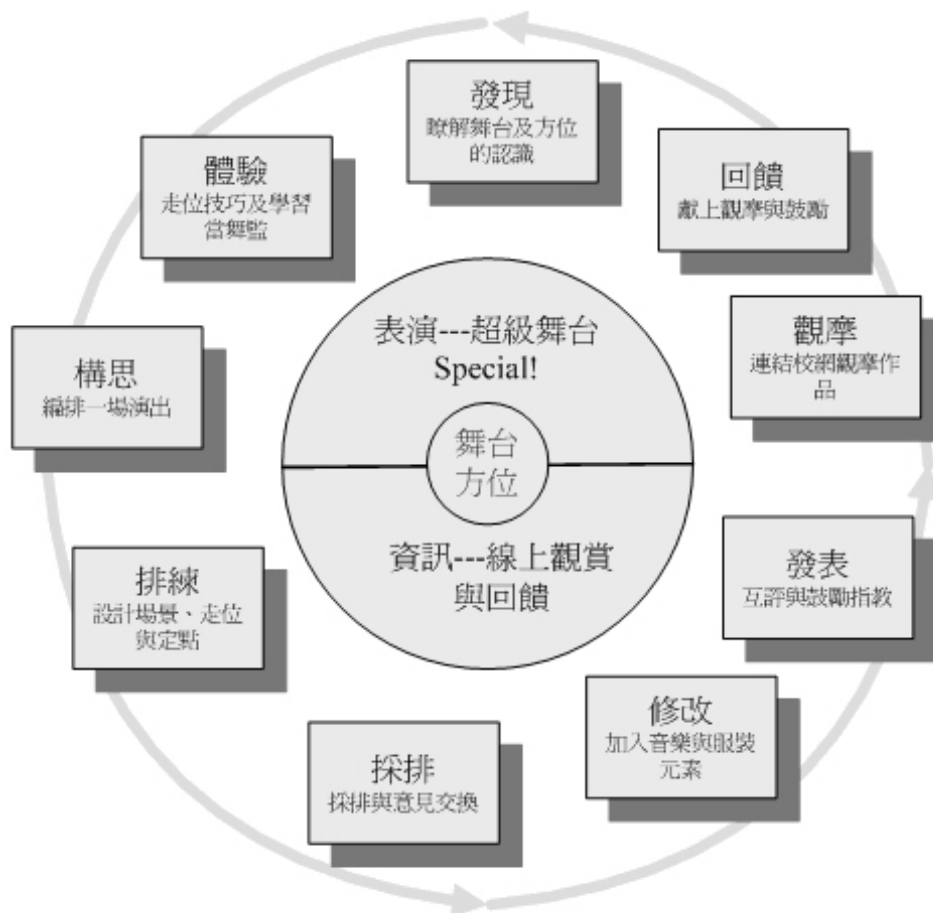 發現
瞭解舞台及方位
的認識
體驗
走位技巧及學習
當舞監
構思
編排一場演出
排練
設計場景、走位
與定點
採排
採排與意見交換
修改
加入音樂與服裝
元素
發表
互評與鼓勵指教
觀摩
連結校網觀摩作
品
回饋
獻上觀摩與鼓勵
表演---超級舞台
Special!
舞台
方位
資訊---線上觀賞
與回饋